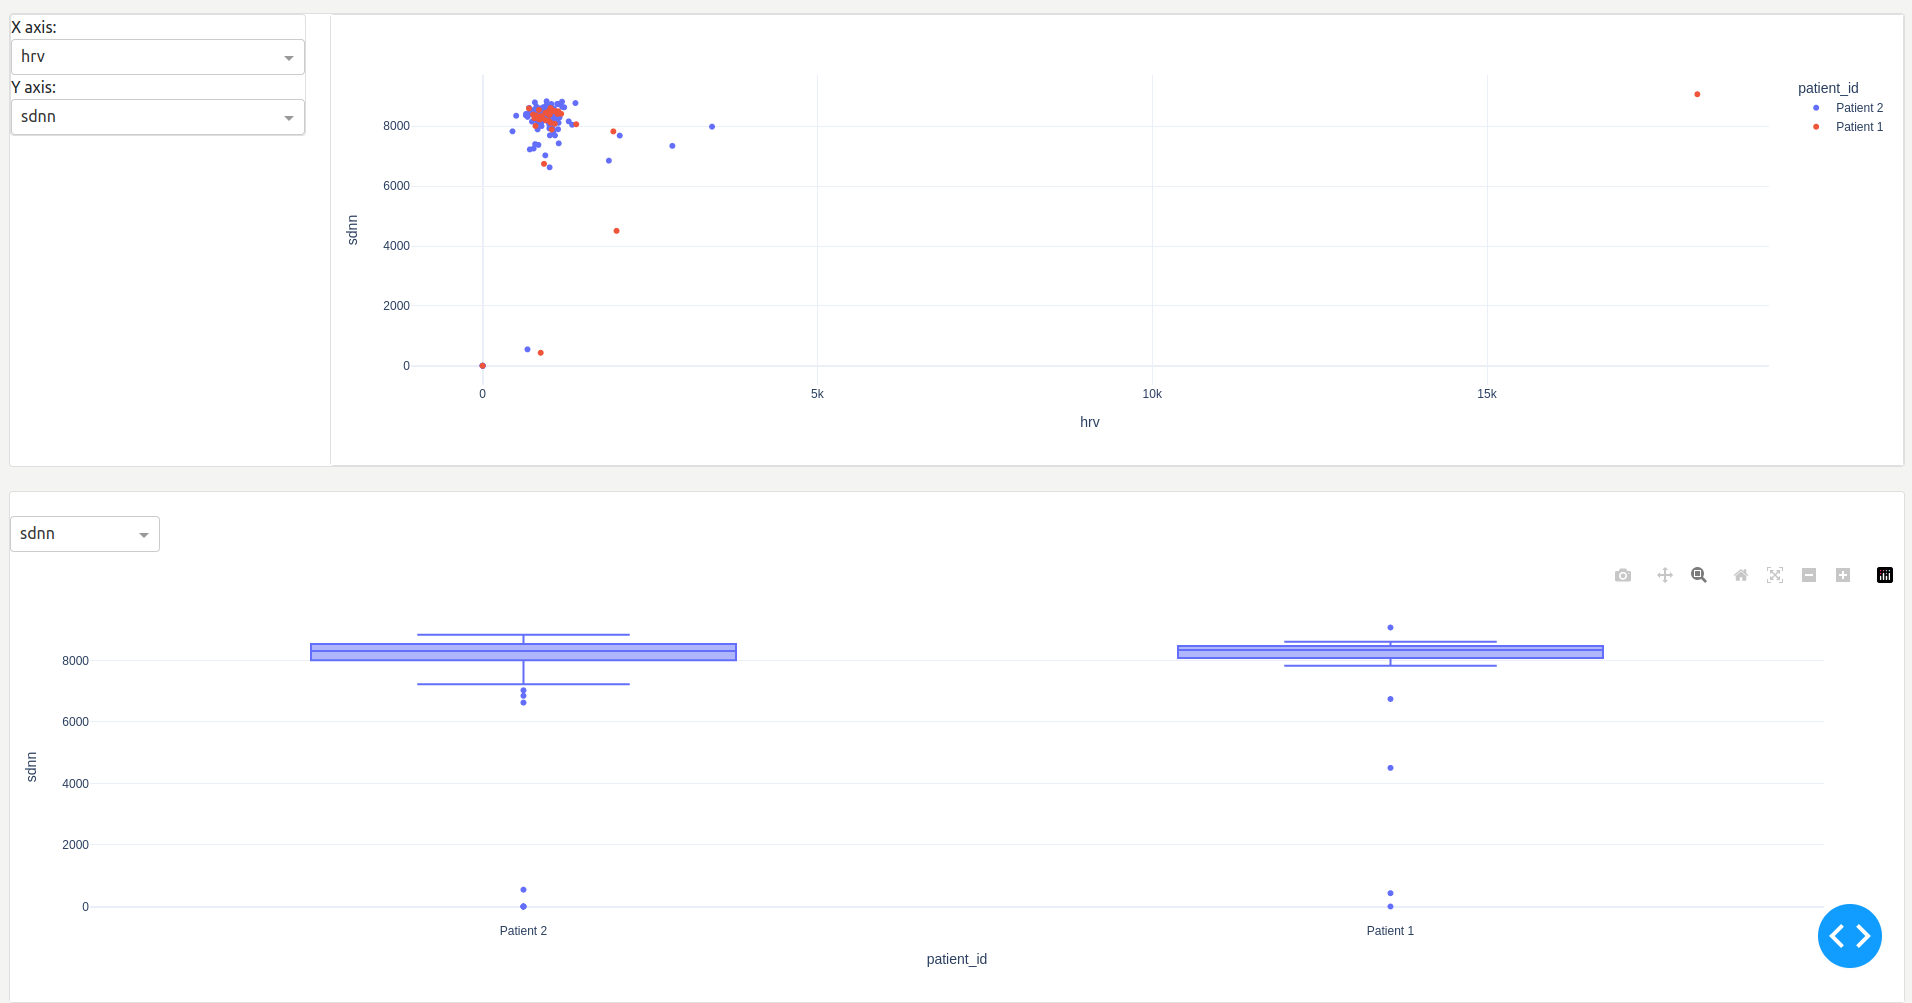 X axis:
hrv
Y axis:
sdnn
patient_id
Patient 2
Patient 1
8000
6000
4000
2000
0
sdnn
0 5k 10k 15k
hrv
sdnn
8000
6000
4000
2000
0
sdnn
Patient 2 Patient 1
patient_id